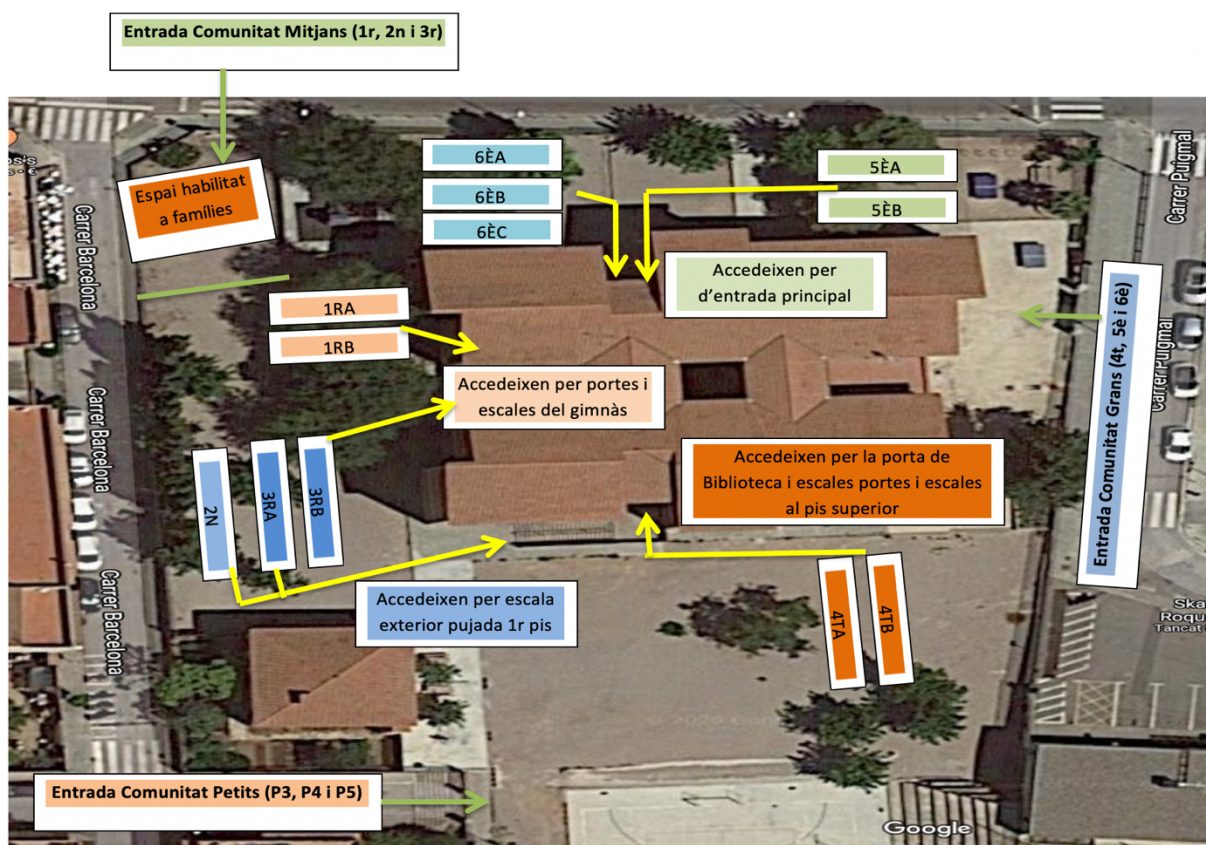 Entrada Comunitat Mitjans (1r, 2n i 3r)
Espai habilitat
a famílies
6ÈA
6ÈB
6ÈC
5ÈA
5ÈB
Accedeixen per
d'entrada principal
1RA
1RB
Accedeixen per portes i
escales del gimnàs
2N
3RA
3RB
Accedeixen per la porta de
Biblioteca i escales portes i escales
al pis superior
Accedeixen per escala
exterior pujada 1r pis
4TA
4TB
Entrada Comunitat Grans (4t, 5è i 6è)
Entrada Comunitat Petits (P3, P4 i P5)
Carrer Barcelona
Carrer Barcelona
Carrer Barcelona
Carrer Puigmal
Carrer Puigmal
Ska
Roqu
Tancat
Google